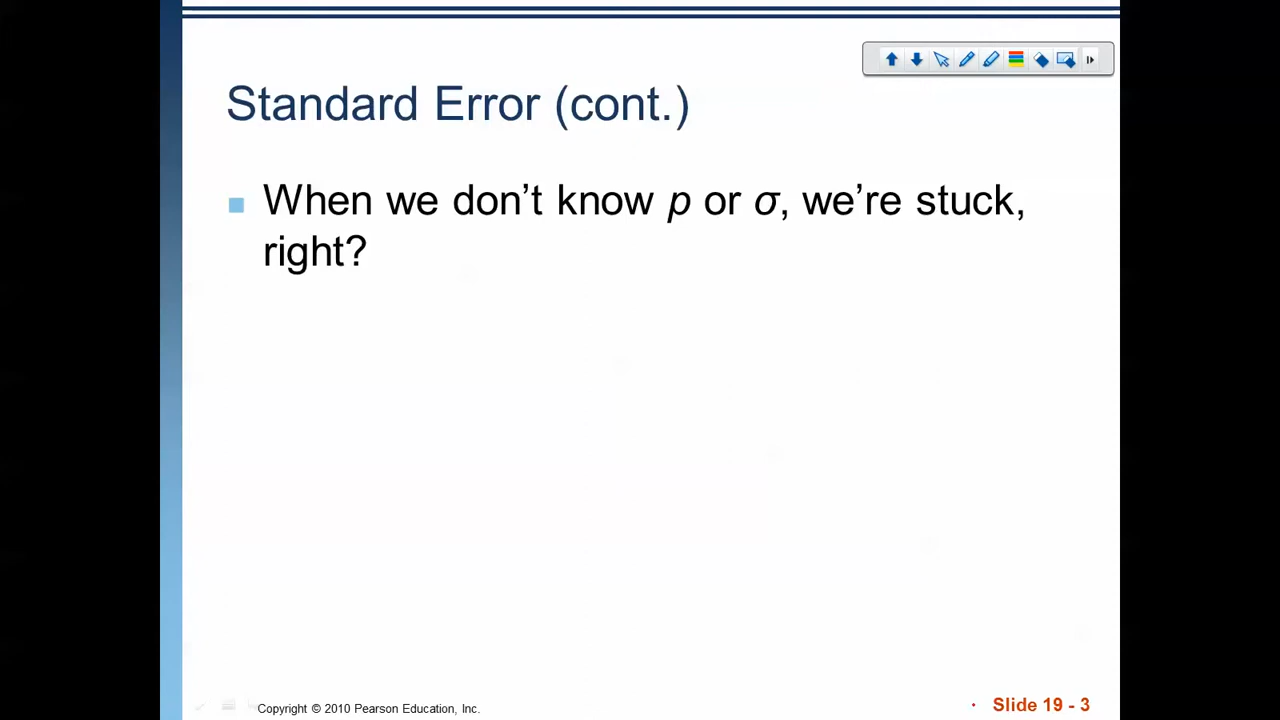 Standard Error (cont.)
When we don’t know p or σ, we’re stuck,
right?
Copyright © 2010 Pearson Education, Inc.
Slide 19 - 3